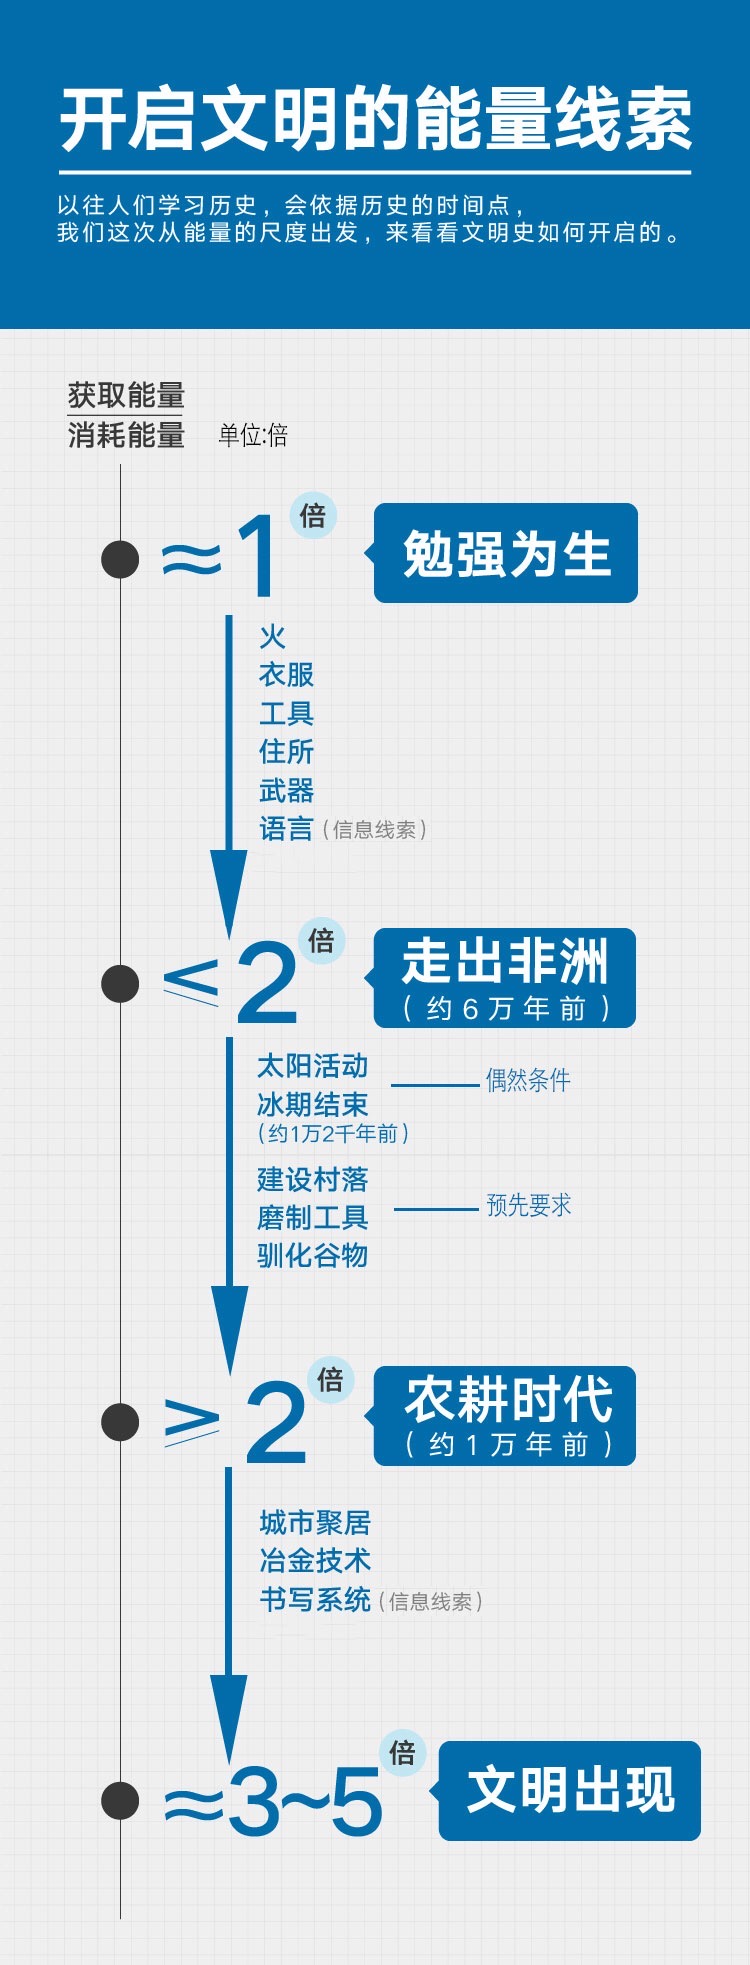 开启文明的能量线索
以往人们学习历史，会依据历史的时间点，
我们这次从能量的尺度出发，来看看文明史如何开启的。
获取能量
消耗能量 单位:倍
≈1倍 勉强为生
火
衣服
工具
住所
武器
语言(信息线索)
≤2倍 走出非洲
(约6万年前)
太阳活动
冰期结束 偶然条件
(约1万2千年前)
建设村落
磨制工具 预先要求
驯化谷物
≥2倍 农耕时代
(约1万年前)
城市聚居
冶金技术
书写系统(信息线索)
≈3~5倍 文明出现